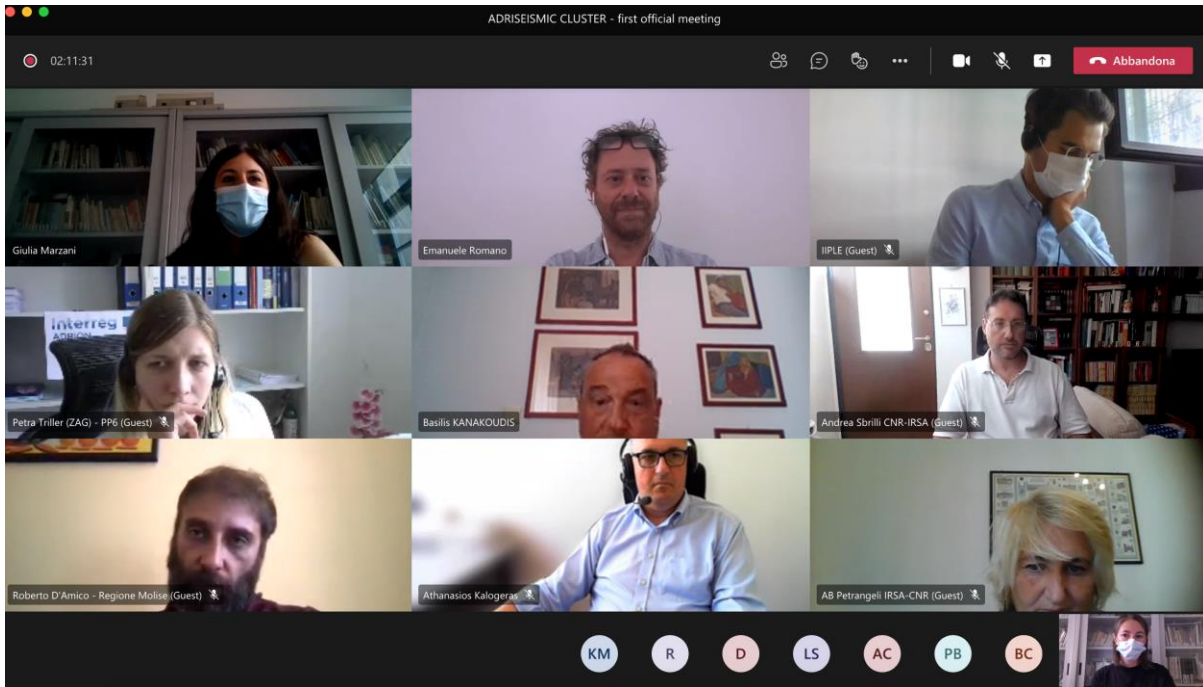 ADRISEISMIC CLUSTER - first official meeting
02:11:31
Abbandona
Giulia Marzani
Emanuele Romano
IIPLE (Guest)
Interreg
ADRION
Petra Triller (ZAG) - PP6 (Guest)
Basilis KANAKOUDIS
Andrea Sbrilli CNR-IRSA (Guest)
Roberto D'Amico - Regione Molise (Guest)
Athanasios Kalogeras
AB Petrangeli IRSA-CNR (Guest)
KM
R
D
LS
AC
PB
BC